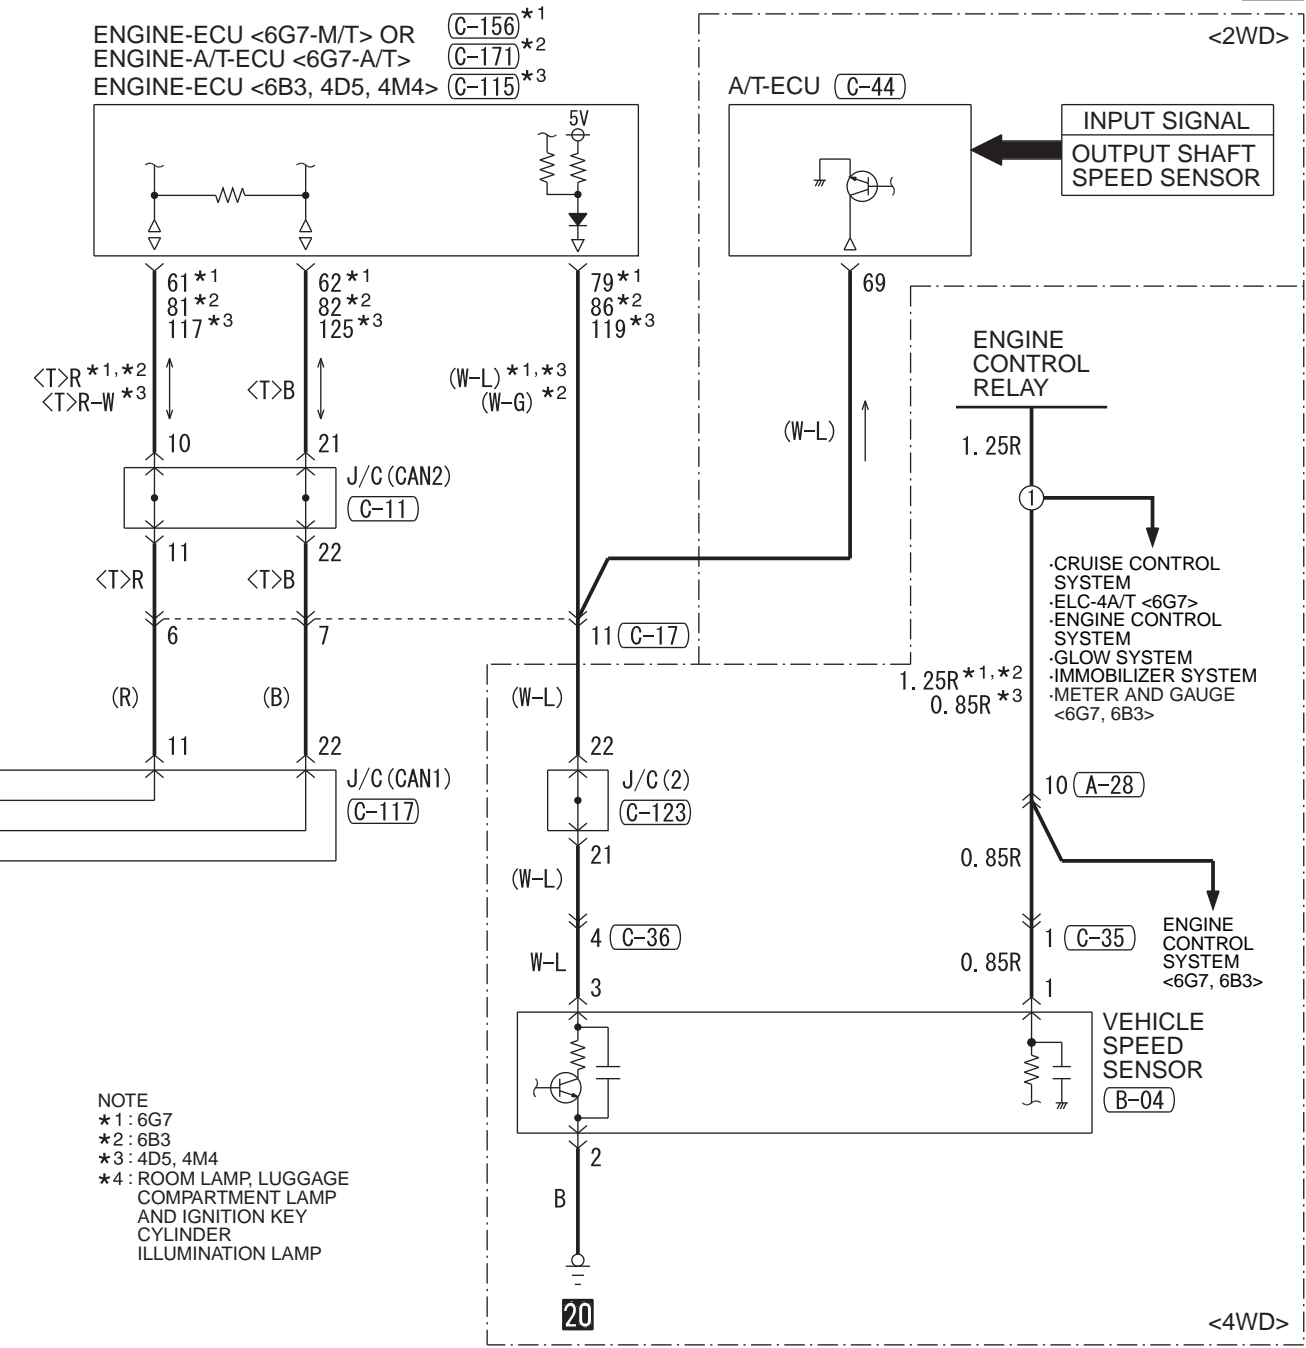 ENGINE-ECU <6G7-M/T> OR
ENGINE-A/T-ECU <6G7-A/T>
ENGINE-ECU <6B3, 4D5, 4M4>
C-156 *1
C-171 *2
C-115 *3
<2WD>
A/T-ECU C-44
INPUT SIGNAL
OUTPUT SHAFT
SPEED SENSOR
5V
61*1
81*2
117*3
62*1
82*2
125*3
79*1
86*2
119*3
69
<T>R*1,*2
<T>R-W*3
<T>B
(W-L)*1,*3
(W-G)*2
(W-L)
ENGINE
CONTROL
RELAY
1.25R
1
10
21
J/C(CAN2)
C-11
11
22
<T>R
<T>B
·CRUISE CONTROL
SYSTEM
·ELC-4A/T <6G7>
·ENGINE CONTROL
SYSTEM
·GLOW SYSTEM
·IMMOBILIZER SYSTEM
·METER AND GAUGE
<6G7, 6B3>
6
7
11 C-17
(R)
(B)
(W-L)
1.25R*1,*2
0.85R*3
11
22
22
J/C(CAN1)
C-117
J/C(2)
C-123
10 A-28
21
(W-L)
0.85R
4 C-36
1 C-35
ENGINE
CONTROL
SYSTEM
<6G7, 6B3>
W-L
0.85R
3
1
VEHICLE
SPEED
SENSOR
B-04
2
B
20
<4WD>
NOTE
*1 : 6G7
*2 : 6B3
*3 : 4D5, 4M4
*4 : ROOM LAMP, LUGGAGE
COMPARTMENT LAMP
AND IGNITION KEY
CYLINDER
ILLUMINATION LAMP